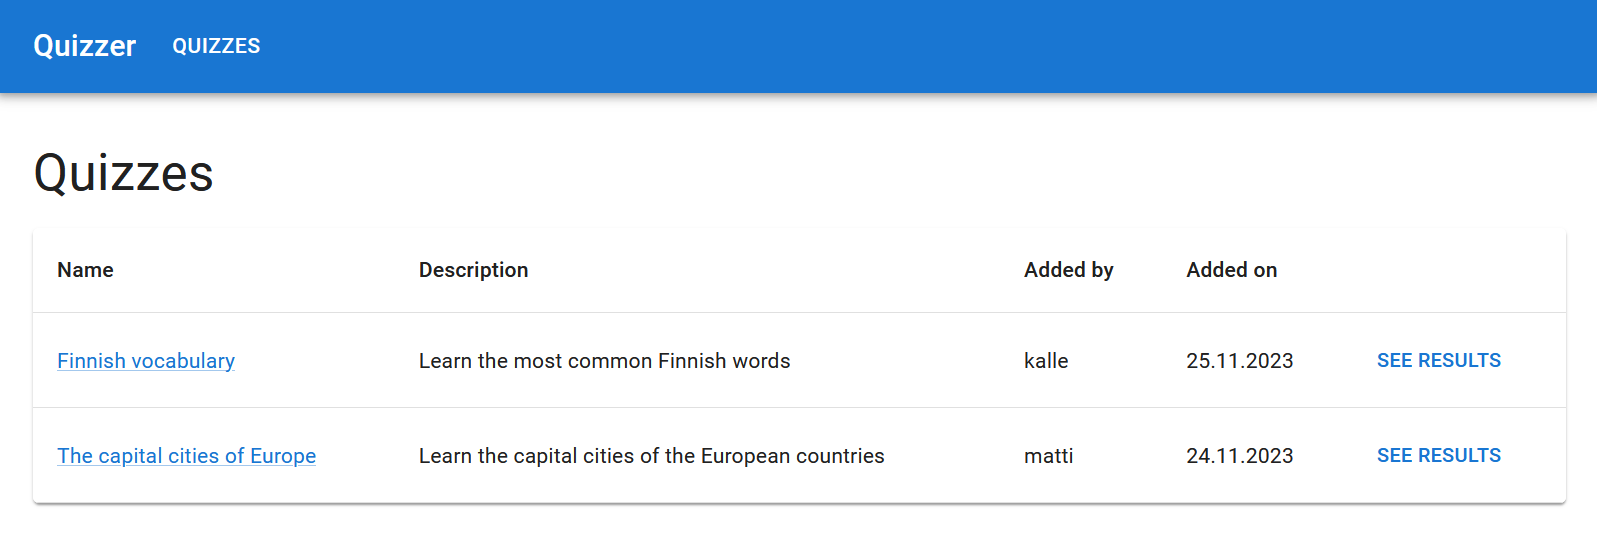 Quizzer QUIZZES
Quizzes
Name Description Added by Added on
Finnish vocabulary Learn the most common Finnish words kalle 25.11.2023 SEE RESULTS
The capital cities of Europe Learn the capital cities of the European countries matti 24.11.2023 SEE RESULTS